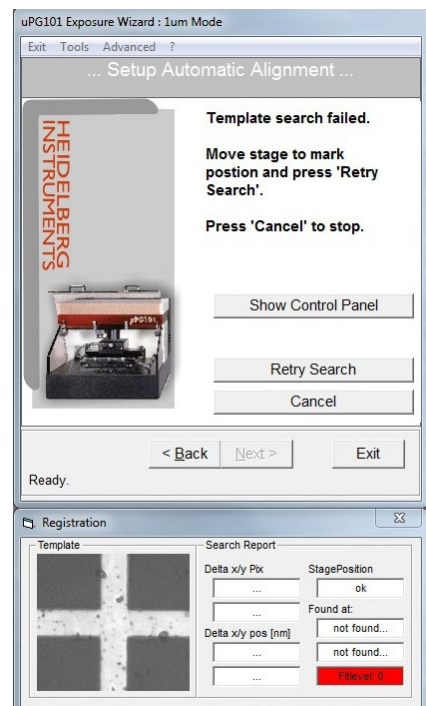 uPG101 Exposure Wizard : 1um Mode
Exit Tools Advanced ?
... Setup Automatic Alignment ...
HEIDELBERG
INSTRUMENTS
µPG101
Template search failed.
Move stage to mark
postion and press 'Retry
Search'.
Press 'Cancel' to stop.
Show Control Panel
Retry Search
Cancel
< Back Next > Exit
Ready.
Registration
Template
Search Report
Delta x/y Pix
...
...
Delta x/y pos [nm]
...
...
StagePosition
ok
Found at:
not found...
not found...
Fitlevel: 0